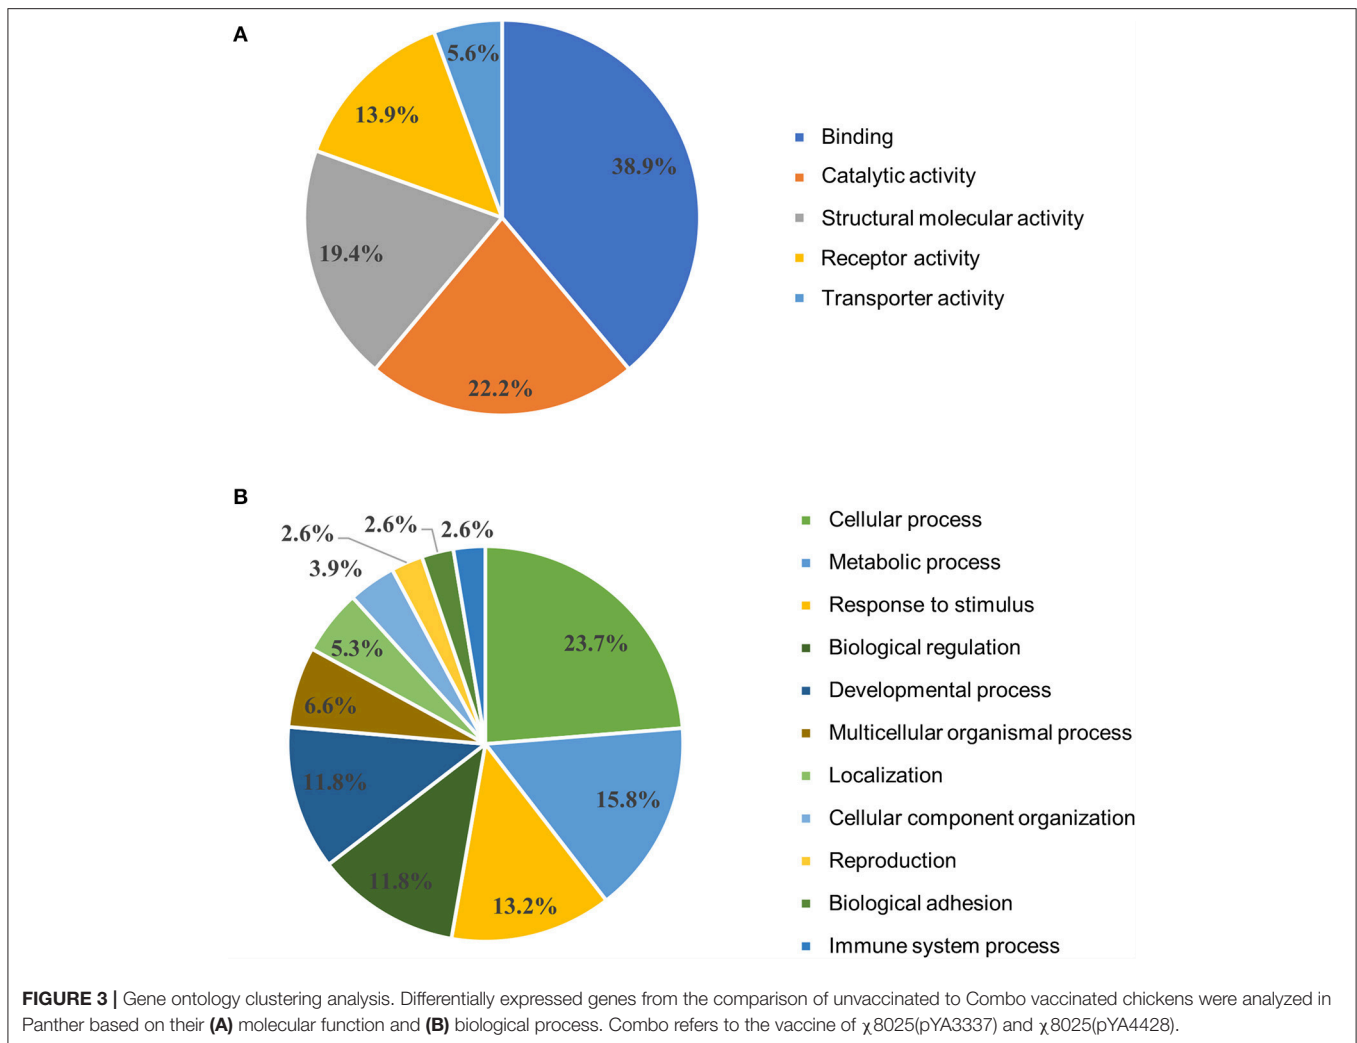 A
5.6%
13.9%
38.9%
19.4%
22.2%
Binding
Catalytic activity
Structural molecular activity
Receptor activity
Transporter activity
B
2.6%
2.6%
2.6%
3.9%
5.3%
23.7%
6.6%
11.8%
15.8%
11.8%
13.2%
Cellular process
Metabolic process
Response to stimulus
Biological regulation
Developmental process
Multicellular organismal process
Localization
Cellular component organization
Reproduction
Biological adhesion
Immune system process
FIGURE 3 | Gene ontology clustering analysis. Differentially expressed genes from the comparison of unvaccinated to Combo vaccinated chickens were analyzed in
Panther based on their (A) molecular function and (B) biological process. Combo refers to the vaccine of χ8025(pYA3337) and χ8025(pYA4428).